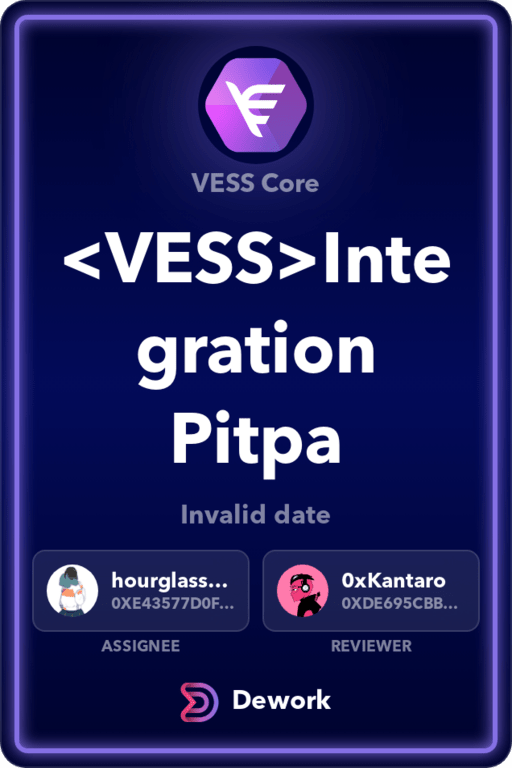 VESS Core
<VESS>Inte
gration
Pitpa
Invalid date
hourglass...
0XE43577D0F...
ASSIGNEE
0xKantaro
0XDE695CBB...
REVIEWER
Dework